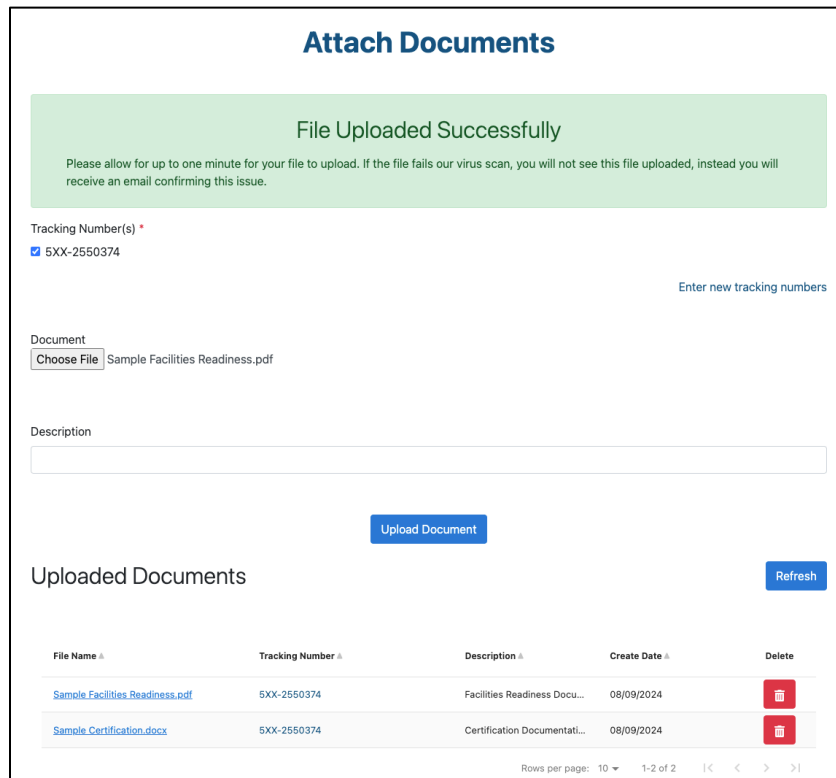 Attach Documents
File Uploaded Successfully
Please allow for up to one minute for your file to upload. If the file fails our virus scan, you will not see this file uploaded, instead you will
receive an email confirming this issue.
Tracking Number(s) *
5XX-2550374
Enter new tracking numbers
Document
Choose File Sample Facilities Readiness.pdf
Description
Upload Document
Uploaded Documents Refresh
File Name Tracking Number Description Create Date Delete
Sample Facilities Readiness.pdf 5XX-2550374 Facilities Readiness Docu... 08/09/2024
Sample Certification.docx 5XX-2550374 Certification Documentati... 08/09/2024
Rows per page: 10 1-2 of 2